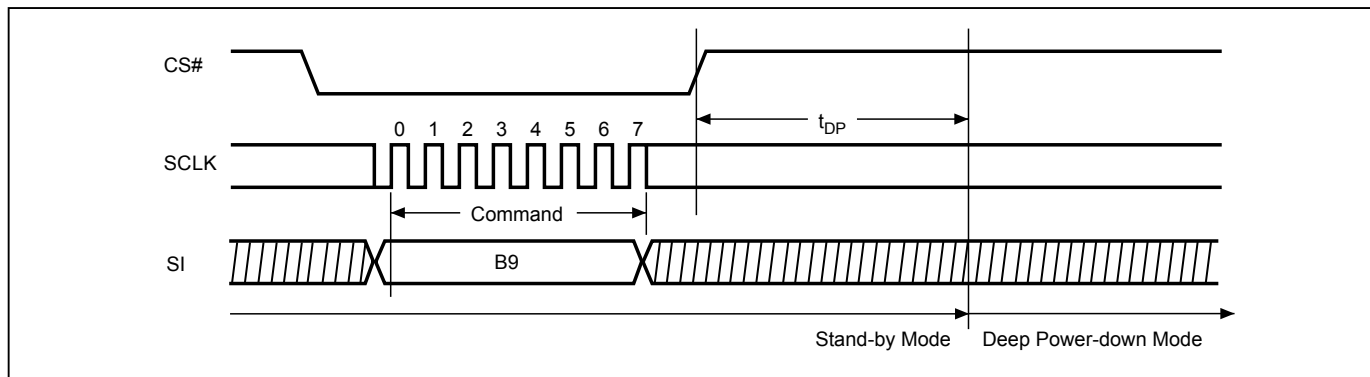 CS#
tDP
0 1 2 3 4 5 6 7
SCLK
Command
SI
B9
Stand-by Mode
Deep Power-down Mode